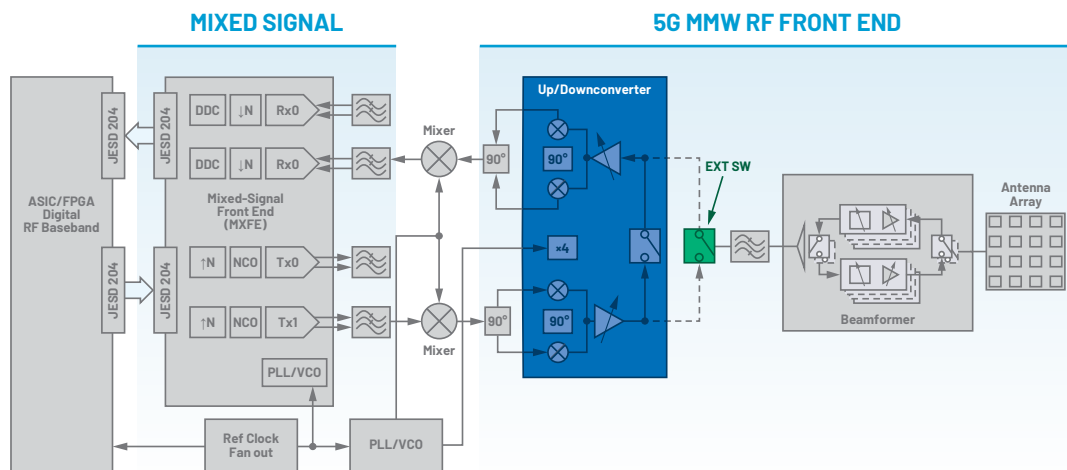 MIXED SIGNAL
5G MMW RF FRONT END
ASIC/FPGA
Digital
RF Baseband
JESD 204
JESD 204
JESD 204
JESD 204
DDC
↓N
Rx0
DDC
↓N
Rx0
Mixed-Signal
Front End
(MXFE)
↑N
NCO
Tx0
↑N
NCO
Tx1
PLL/VCO
Ref Clock
Fan out
PLL/VCO
Mixer
Mixer
90°
90°
Up/Downconverter
90°
×4
90°
EXT SW
Beamformer
Antenna
Array